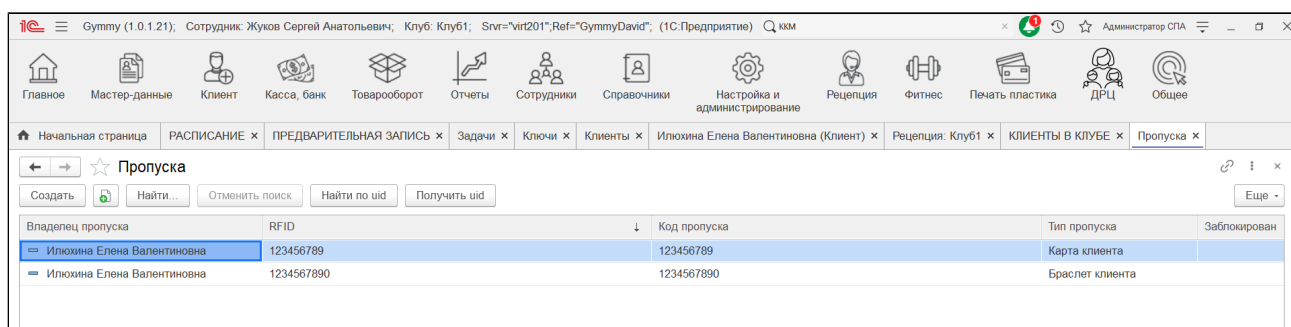 1С Gymmy (1.0.1.21); Сотрудник: Жуков Сергей Анатольевич; Клуб: Клуб1; Srvr="virt201";Ref="GymmyDavid"; (1С:Предприятие) ккм × 9 Администратор СПА
Главное Мастер-данные Клиент Касса, банк Товарооборот Отчеты Сотрудники Справочники Настройка и администрирование Рецепция Фитнес Печать пластика ДРЦ Общее
Начальная страница РАСПИСАНИЕ × ПРЕДВАРИТЕЛЬНАЯ ЗАПИСЬ × Задачи × Ключи × Клиенты × Илюхина Елена Валентиновна (Клиент) × Рецепция: Клуб1 × КЛИЕНТЫ В КЛУБЕ × Пропуска ×
Пропуска
Создать Найти... Отменить поиск Найти по uid Получить uid Еще
Владелец пропуска RFID ↓ Код пропуска Тип пропуска Заблокирован
Илюхина Елена Валентиновна 123456789 123456789 Карта клиента
Илюхина Елена Валентиновна 1234567890 1234567890 Браслет клиента